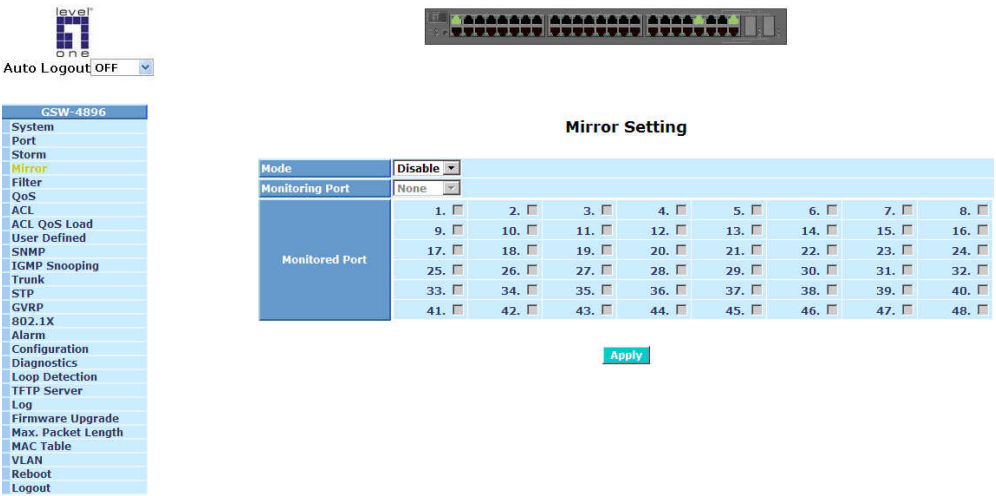 level
one
Auto Logout OFF
GSW-4896
System
Port
Storm
Mirror
Filter
QoS
ACL
ACL QoS Load
User Defined
SNMP
IGMP Snooping
Trunk
STP
GVRP
802.1X
Alarm
Configuration
Diagnostics
Loop Detection
TFTP Server
Log
Firmware Upgrade
Max. Packet Length
MAC Table
VLAN
Reboot
Logout
Mirror Setting
Mode Disable
Monitoring Port None
Monitored Port
1. 2. 3. 4. 5. 6. 7. 8.
9. 10. 11. 12. 13. 14. 15. 16.
17. 18. 19. 20. 21. 22. 23. 24.
25. 26. 27. 28. 29. 30. 31. 32.
33. 34. 35. 36. 37. 38. 39. 40.
41. 42. 43. 44. 45. 46. 47. 48.
Apply